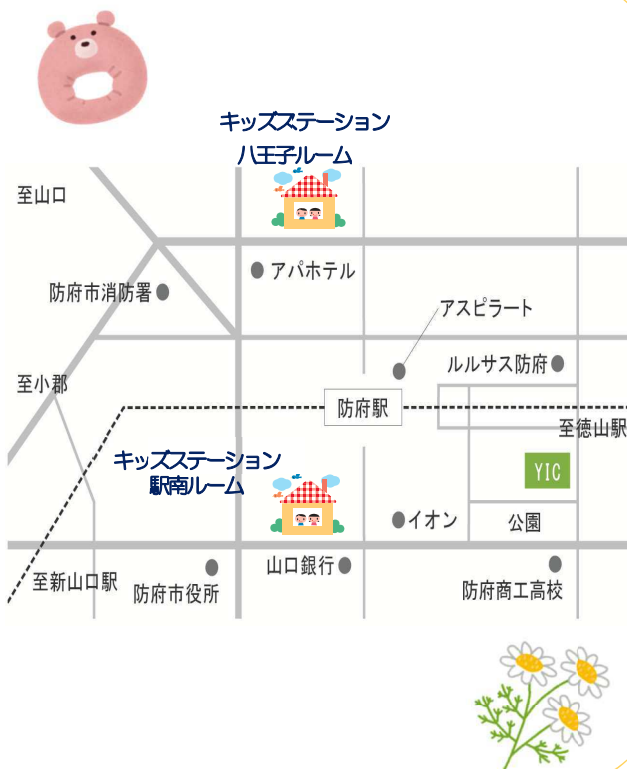 キッズステーション
八王子ルーム
至山口
アパホテル
防府市消防署
アスピラート
ルルサス防府
至小郡
防府駅
至徳山駅
キッズステーション
駅南ルーム
YIC
イオン
公園
山口銀行
至新山口駅
防府市役所
防府商工高校